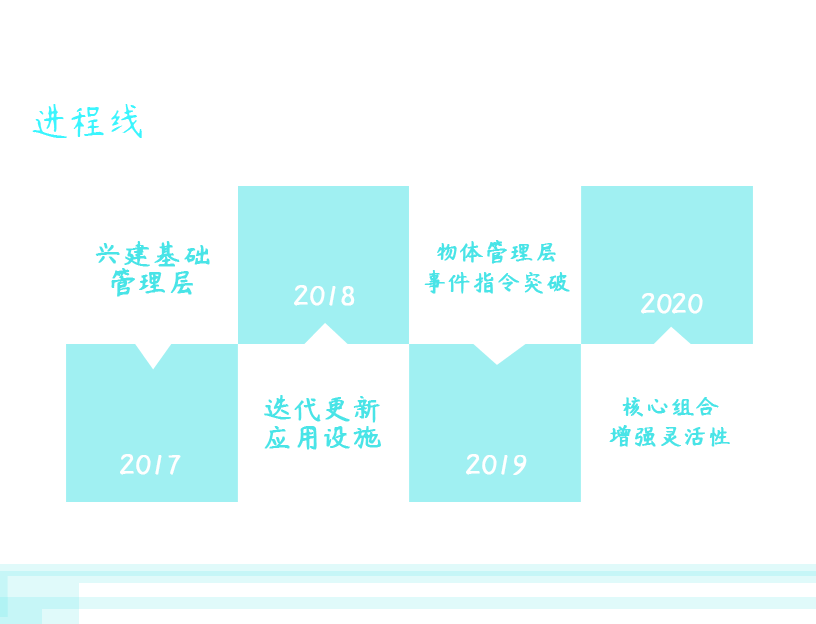 进程线
兴建基础
管理层
2017
2018
迭代更新
应用设施
物体管理层
事件指令突破
2019
2020
核心组合
增强灵活性